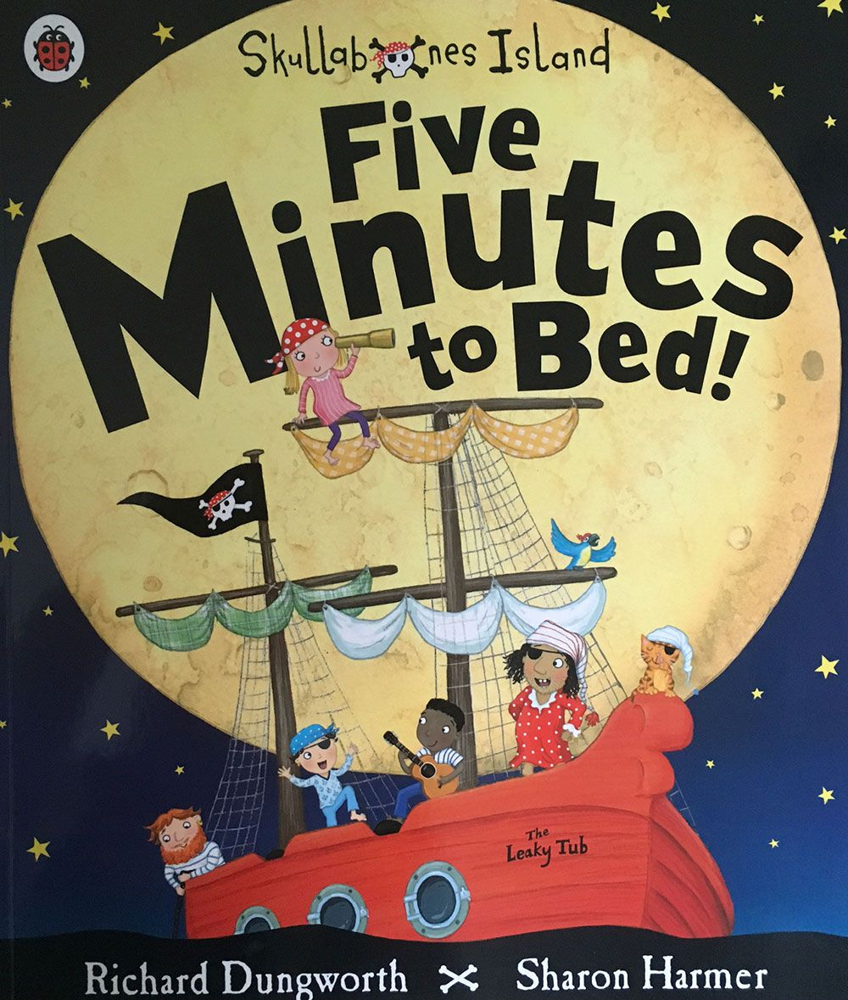 Skullabones Island
Five
Minutes
to Bed!
The
Leaky Tub
Richard Dungworth Sharon Harmer